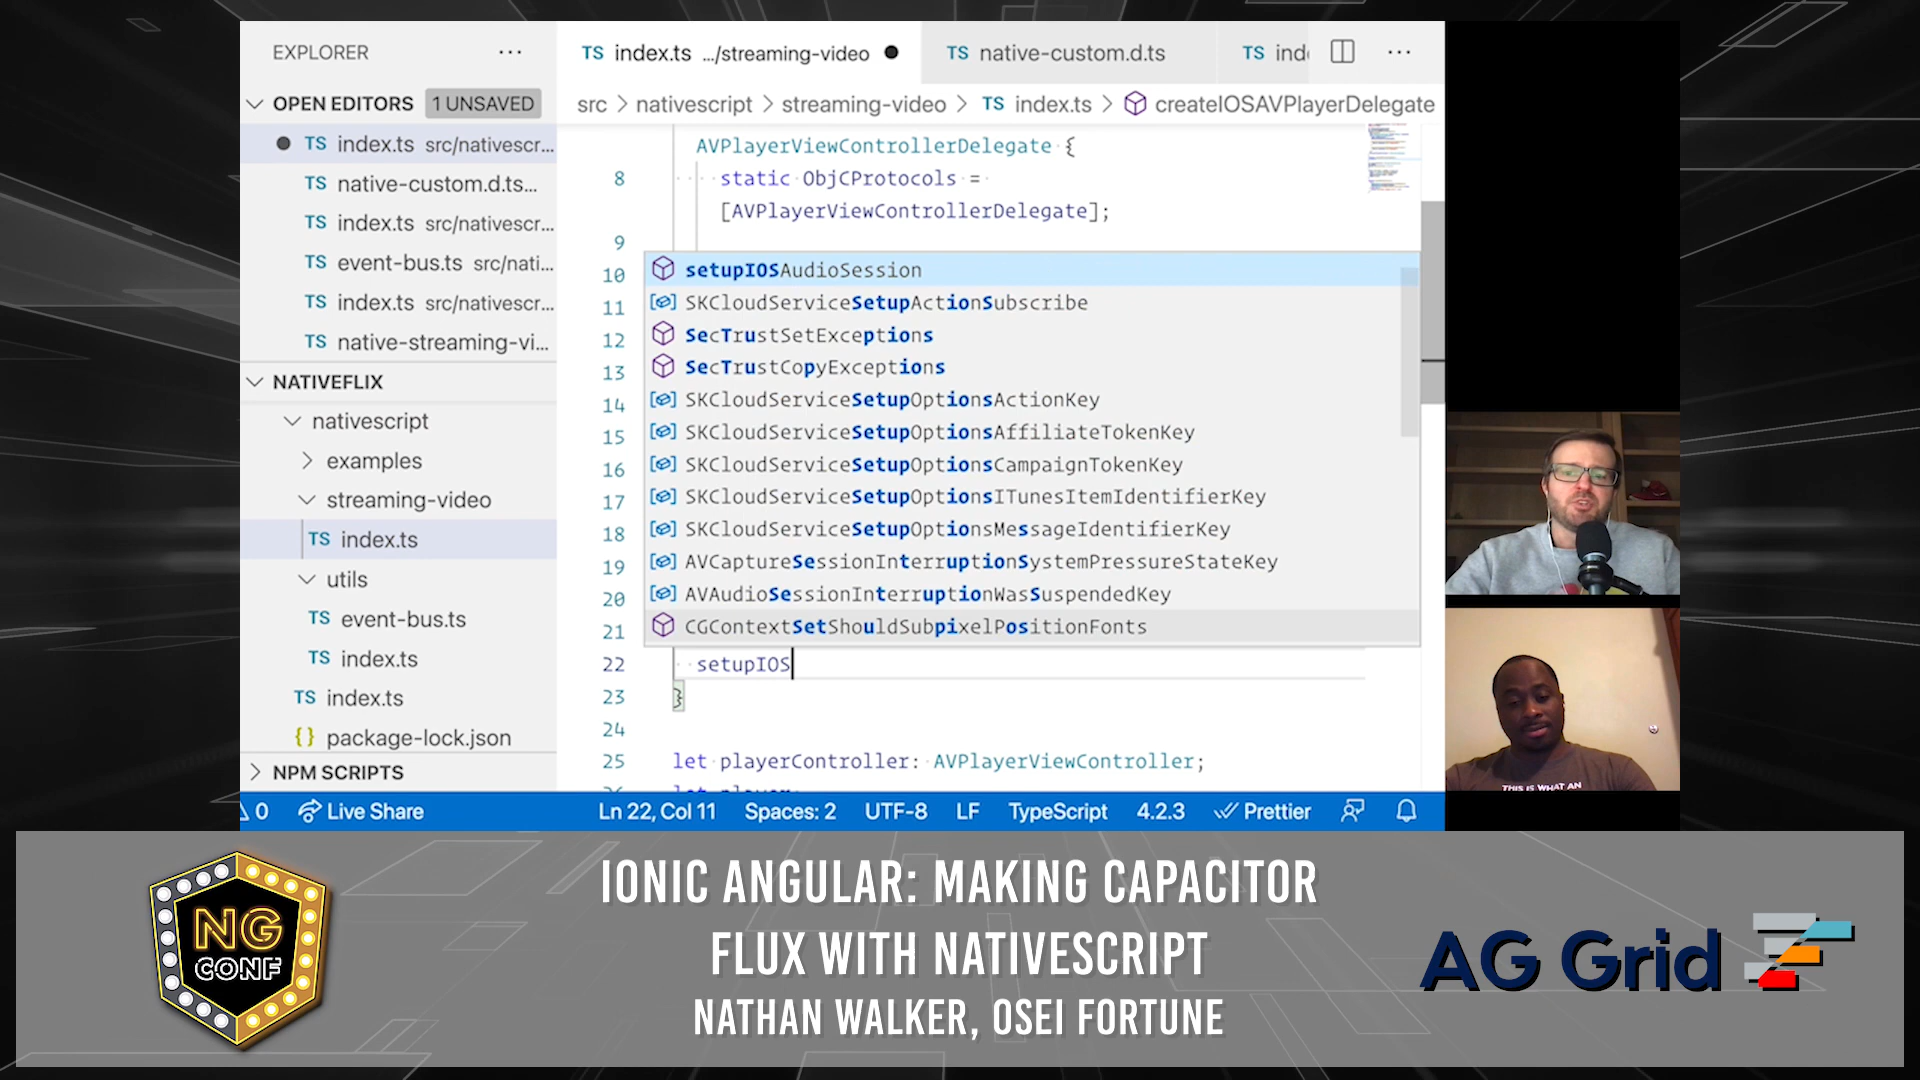 EXPLORER ···
OPEN EDITORS 1 UNSAVED
TS index.ts src/nativescr...
TS native-custom.d.ts...
TS index.ts src/nativescr...
TS event-bus.ts src/nati...
TS index.ts src/nativescr...
TS native-streaming-vi...
NATIVEFLIX
nativescript
examples
streaming-video
TS index.ts
utils
TS event-bus.ts
TS index.ts
TS index.ts
{} package-lock.json
NPM SCRIPTS
TS index.ts .../streaming-video ● TS native-custom.d.ts TS ind ···
src > nativescript > streaming-video > TS index.ts > createIOSAVPlayerDelegate
AVPlayerViewControllerDelegate {
8 static ObjCProtocols =
[AVPlayerViewControllerDelegate];
9
10 setupIOSAudioSession
11 SKCloudServiceSetupActionSubscribe
12 SecTrustSetExceptions
13 SecTrustCopyExceptions
14 SKCloudServiceSetupOptionsActionKey
15 SKCloudServiceSetupOptionsAffiliateTokenKey
16 SKCloudServiceSetupOptionsCampaignTokenKey
17 SKCloudServiceSetupOptionsITunesItemIdentifierKey
18 SKCloudServiceSetupOptionsMessageIdentifierKey
19 AVCaptureSessionInterruptionSystemPressureStateKey
20 AVAudioSessionInterruptionWasSuspendedKey
21 CGContextSetShouldSubpixelPositionFonts
22 setupIOS
23 }
24
25 let playerController: AVPlayerViewController;
0 Live Share Ln 22, Col 11 Spaces: 2 UTF-8 LF TypeScript 4.2.3 Prettier
THIS IS WHAT AN
NG
CONF
IONIC ANGULAR: MAKING CAPACITOR
FLUX WITH NATIVESCRIPT
NATHAN WALKER, OSEI FORTUNE
AG Grid